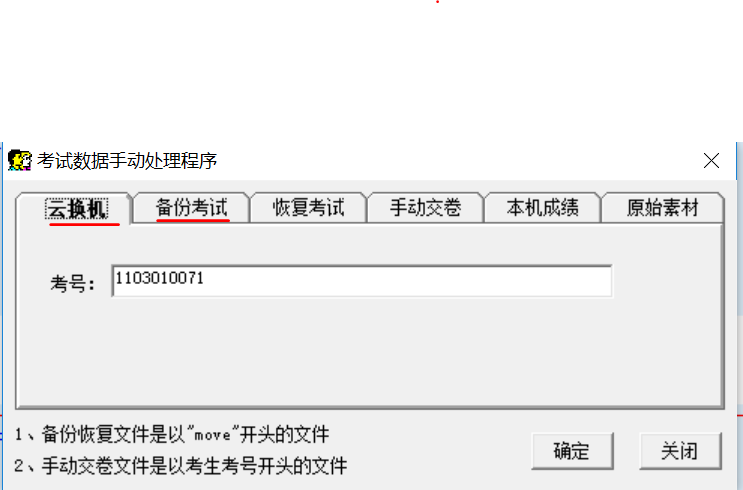 考试数据手动处理程序
云换机 备份考试 恢复考试 手动交卷 本机成绩 原始素材
考号： 1103010071
1、备份恢复文件是以"move"开头的文件
2、手动交卷文件是以考生考号开头的文件
确定 关闭